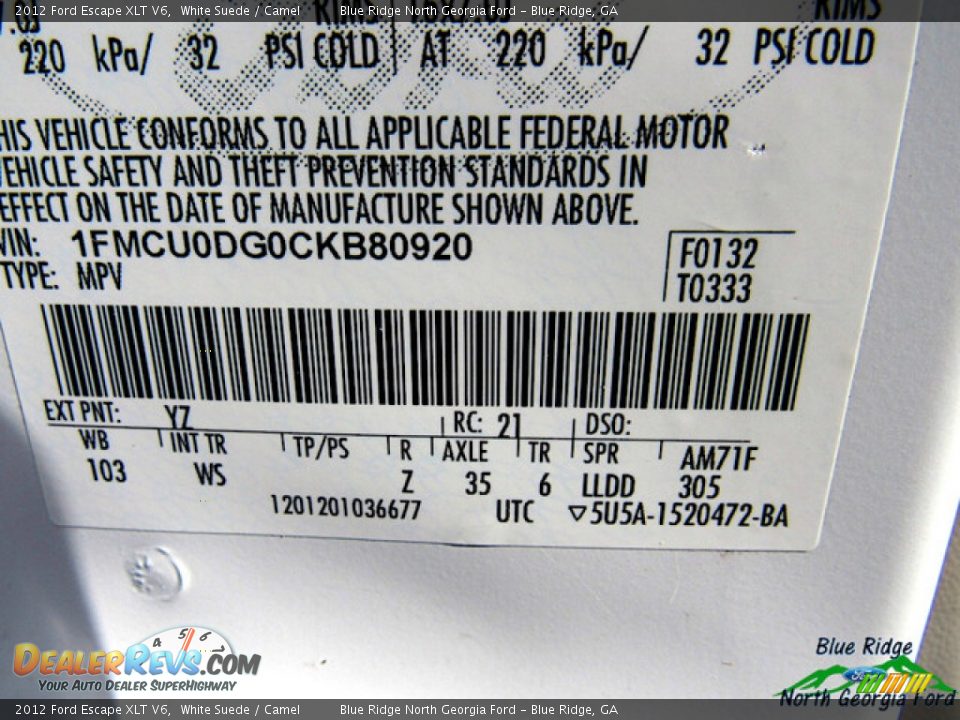 2012 Ford Escape XLT V6, White Suede / Camel Blue Ridge North Georgia Ford - Blue Ridge, GA
220 kPa/ 32 PSI COLD AT 220 kPa/ 32 PSI COLD
HIS VEHICLE CONFORMS TO ALL APPLICABLE FEDERAL MOTOR
VEHICLE SAFETY AND THEFT PREVENTION STANDARDS IN
EFFECT ON THE DATE OF MANUFACTURE SHOWN ABOVE.
VIN: 1FMCU0DG0CKB80920
TYPE: MPV
F0132
T0333
EXT PNT: YZ RC: 21 DSO:
WB INT TR TP/PS R AXLE TR SPR AM71F
103 WS Z 35 6 LLDD 305
1201201036677 UTC ▽5U5A-1520472-BA
4 5 6
DEALERREVS.COM
YOUR AUTO DEALER SUPERHIGHWAY
Blue Ridge
North Georgia Ford
2012 Ford Escape XLT V6, White Suede / Camel Blue Ridge North Georgia Ford - Blue Ridge, GA